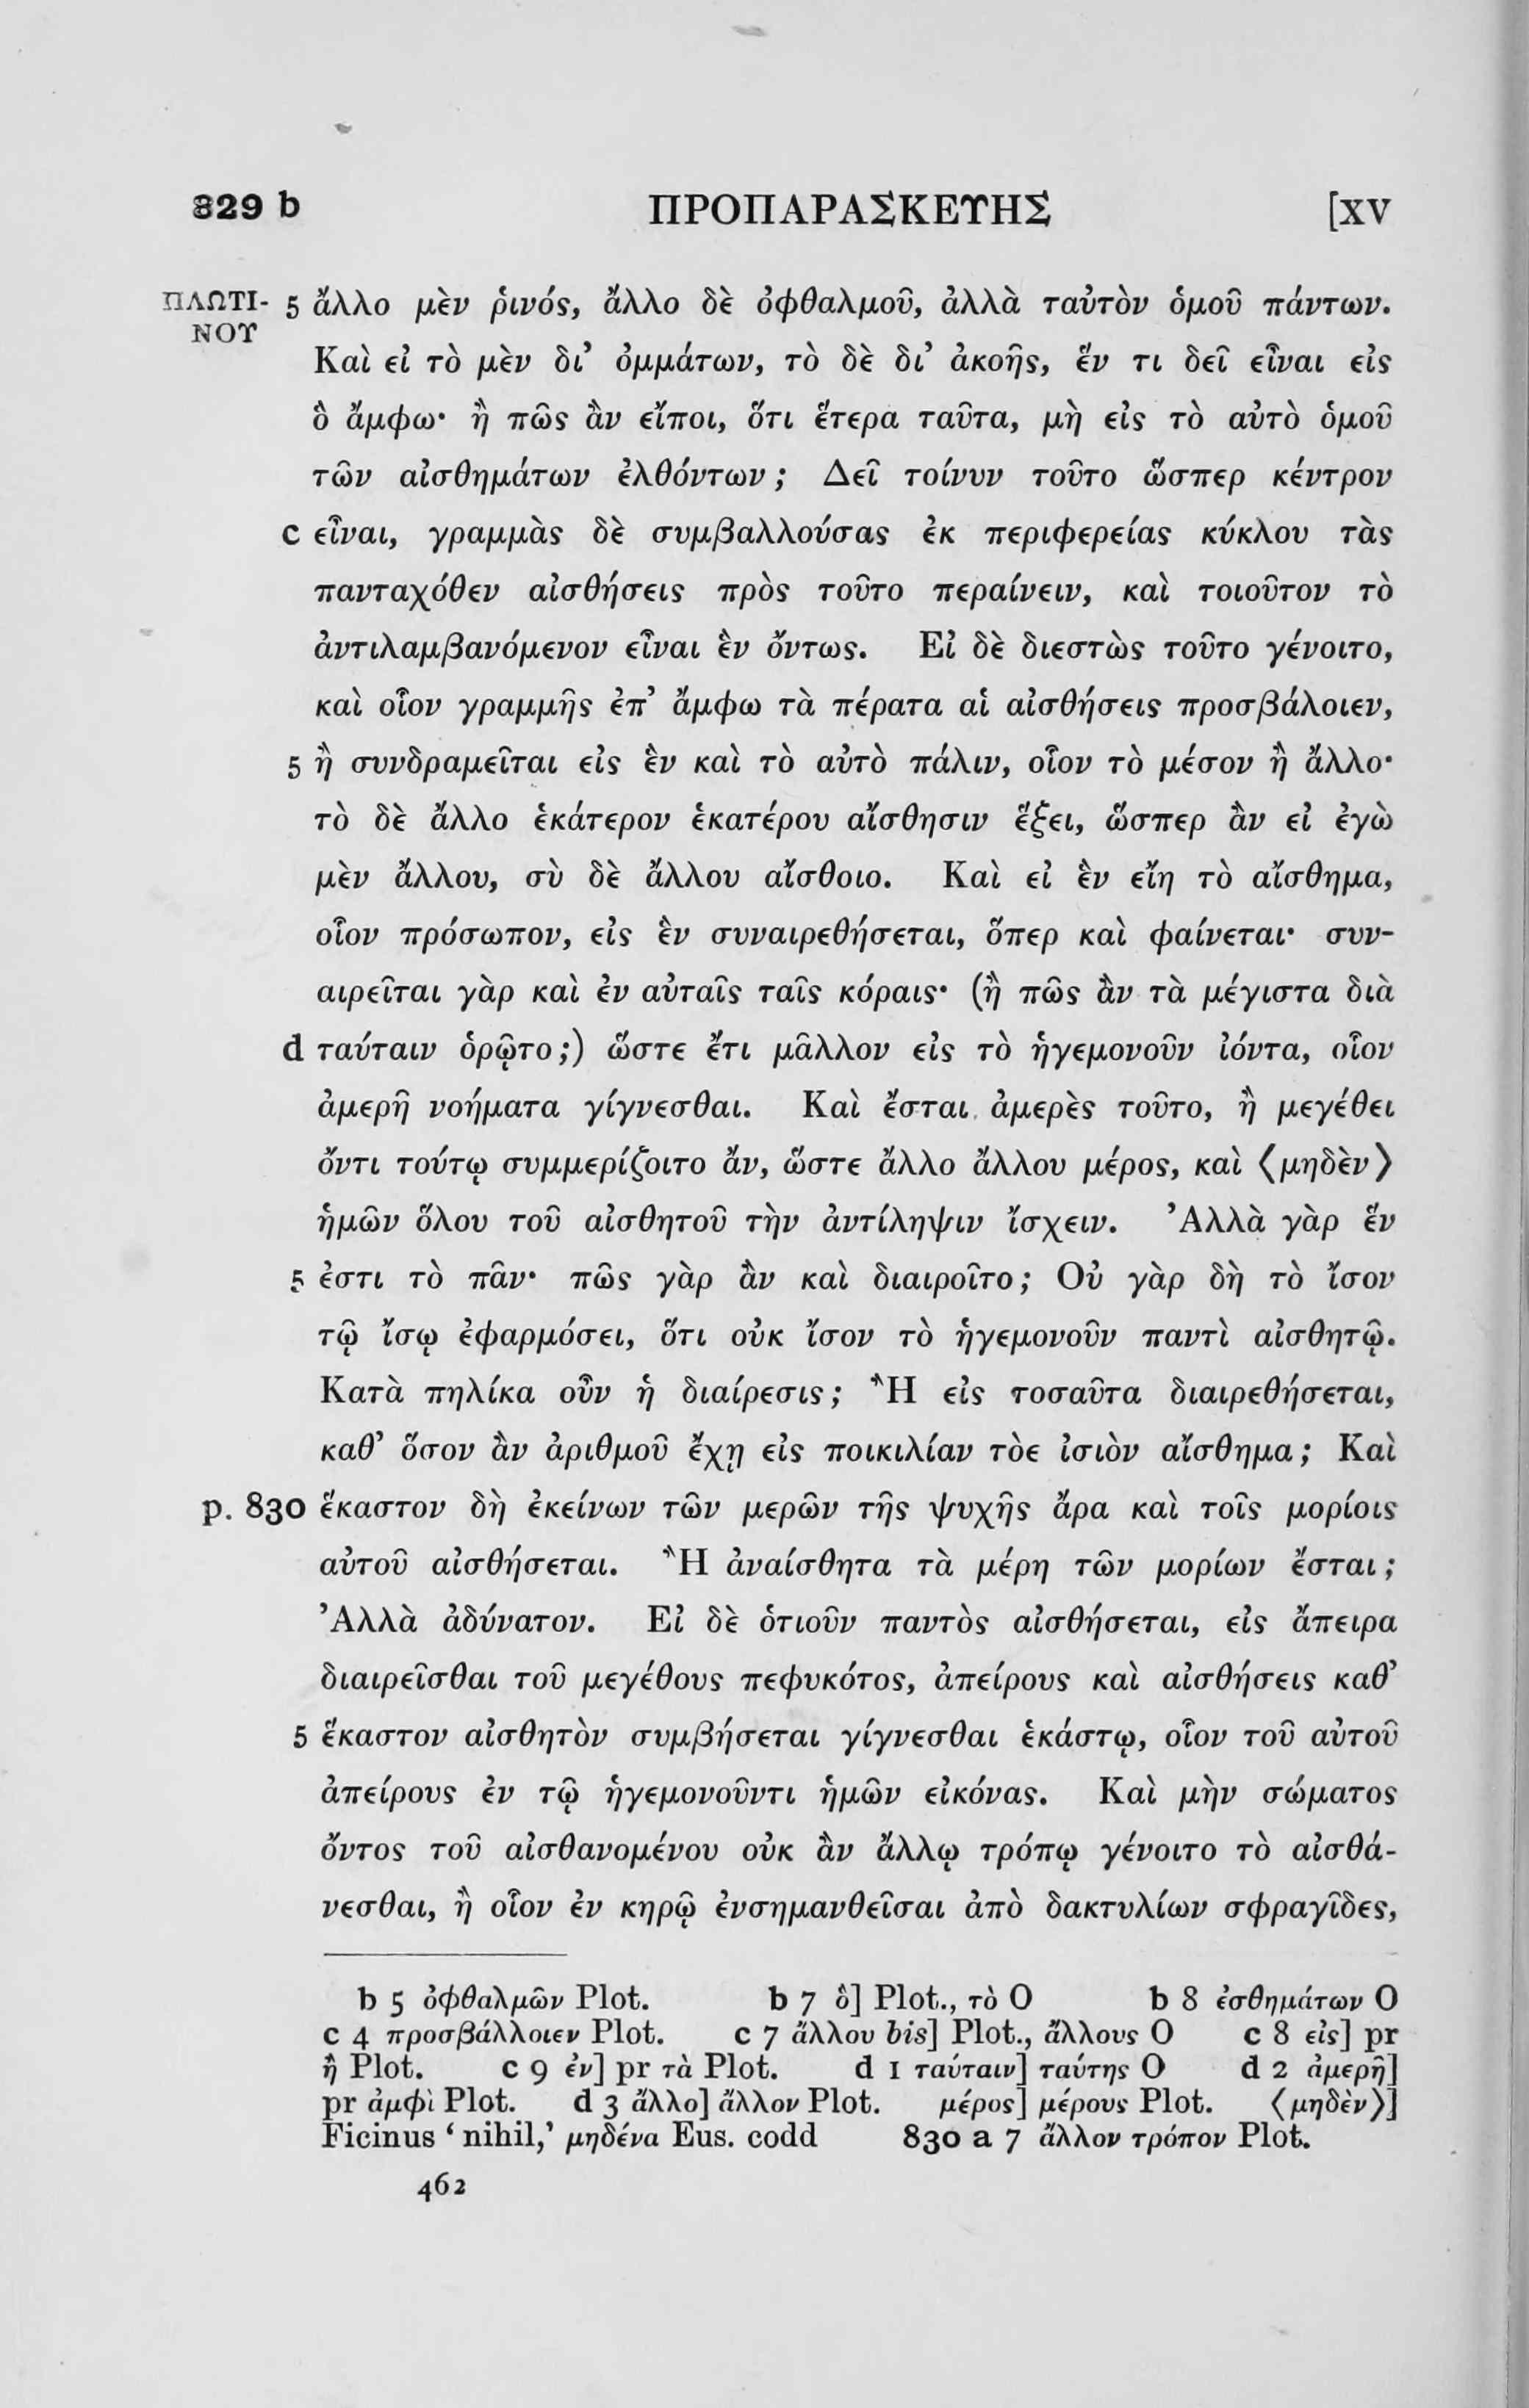 829 b ΠΡΟΠΑΡΑΣΚΕΥΗΣ [XV
ΠΛΩΤΙ- 5 ἄλλο μὲν ῥινός, ἄλλο δὲ ὀφθαλμοῦ, ἀλλὰ ταὐτὸν ὁμοῦ πάντων.
ΝΟΥ
Καὶ εἰ τὸ μὲν δι’ ὀμμάτων, τὸ δὲ δι’ ἀκοῆς, ἕν τι δεῖ εἶναι εἰς
ὃ ἄμφω· ἢ πῶς ἂν εἴποι, ὅτι ἕτερα ταῦτα, μὴ εἰς τὸ αὐτὸ ὁμοῦ
τῶν αἰσθημάτων ἐλθόντων; Δεῖ τοίνυν τοῦτο ὥσπερ κέντρον
c εἶναι, γραμμὰς δὲ συμβαλλούσας ἐκ περιφερείας κύκλου τὰς
πανταχόθεν αἰσθήσεις πρὸς τοῦτο περαίνειν, καὶ τοιοῦτον τὸ
ἀντιλαμβανόμενον εἶναι ἓν ὄντως. Εἰ δὲ διεστὼς τοῦτο γένοιτο,
καὶ οἷον γραμμῆς ἐπ’ ἄμφω τὰ πέρατα αἱ αἰσθήσεις προσβάλοιεν,
5 ἢ συνδραμεῖται εἰς ἓν καὶ τὸ αὐτὸ πάλιν, οἷον τὸ μέσον ἢ ἄλλο·
τὸ δὲ ἄλλο ἑκάτερον ἑκατέρου αἴσθησιν ἕξει, ὥσπερ ἂν εἰ ἐγὼ
μὲν ἄλλου, σὺ δὲ ἄλλου αἴσθοιο. Καὶ εἰ ἓν εἴη τὸ αἴσθημα,
οἷον πρόσωπον, εἰς ἓν συναιρεθήσεται, ὅπερ καὶ φαίνεται· συν-
αιρεῖται γὰρ καὶ ἐν αὐταῖς ταῖς κόραις· (ἢ πῶς ἂν τὰ μέγιστα διὰ
d ταύταιν ὁρῷτο;) ὥστε ἔτι μᾶλλον εἰς τὸ ἡγεμονοῦν ἰόντα, οἷον
ἀμερῆ νοήματα γίγνεσθαι. Καὶ ἔσται ἀμερὲς τοῦτο, ἢ μεγέθει
ὄντι τούτῳ συμμερίζοιτο ἄν, ὥστε ἄλλο ἄλλου μέρος, καὶ ⟨μηδὲν⟩
ἡμῶν ὅλου τοῦ αἰσθητοῦ τὴν ἀντίληψιν ἴσχειν. Ἀλλὰ γὰρ ἕν
5 ἐστι τὸ πᾶν· πῶς γὰρ ἂν καὶ διαιροῖτο; Οὐ γὰρ δὴ τὸ ἴσον
τῷ ἴσῳ ἐφαρμόσει, ὅτι οὐκ ἴσον τὸ ἡγεμονοῦν παντὶ αἰσθητῷ.
Κατὰ πηλίκα οὖν ἡ διαίρεσις; Ἢ εἰς τοσαῦτα διαιρεθήσεται,
καθ’ ὅσον ἂν ἀριθμοῦ ἔχῃ εἰς ποικιλίαν τὸε ἰσιὸν αἴσθημα; Καὶ
p. 830 ἕκαστον δὴ ἐκείνων τῶν μερῶν τῆς ψυχῆς ἄρα καὶ τοῖς μορίοις
αὐτοῦ αἰσθήσεται. Ἢ ἀναίσθητα τὰ μέρη τῶν μορίων ἔσται;
Ἀλλὰ ἀδύνατον. Εἰ δὲ ὁτιοῦν παντὸς αἰσθήσεται, εἰς ἄπειρα
διαιρεῖσθαι τοῦ μεγέθους πεφυκότος, ἀπείρους καὶ αἰσθήσεις καθ’
5 ἕκαστον αἰσθητὸν συμβήσεται γίγνεσθαι ἑκάστῳ, οἷον τοῦ αὐτοῦ
ἀπείρους ἐν τῷ ἡγεμονοῦντι ἡμῶν εἰκόνας. Καὶ μὴν σώματος
ὄντος τοῦ αἰσθανομένου οὐκ ἂν ἄλλῳ τρόπῳ γένοιτο τὸ αἰσθά-
νεσθαι, ἢ οἷον ἐν κηρῷ ἐνσημανθεῖσαι ἀπὸ δακτυλίων σφραγῖδες,
b 5 ὀφθαλμῶν Plot. b 7 ὃ] Plot., τὸ O b 8 ἐσθημάτων O
c 4 προσβάλλοιεν Plot. c 7 ἄλλου bis] Plot., ἄλλους O c 8 εἰς] pr
ἢ Plot. c 9 ἐν] pr τὰ Plot. d 1 ταύταιν] ταύτης O d 2 ἀμερῆ]
pr ἀμφὶ Plot. d 3 ἄλλο] ἄλλον Plot. μέρος] μέρους Plot. ⟨μηδὲν⟩]
Ficinus ‘nihil,’ μηδένα Eus. codd 830 a 7 ἄλλον τρόπον Plot.
462